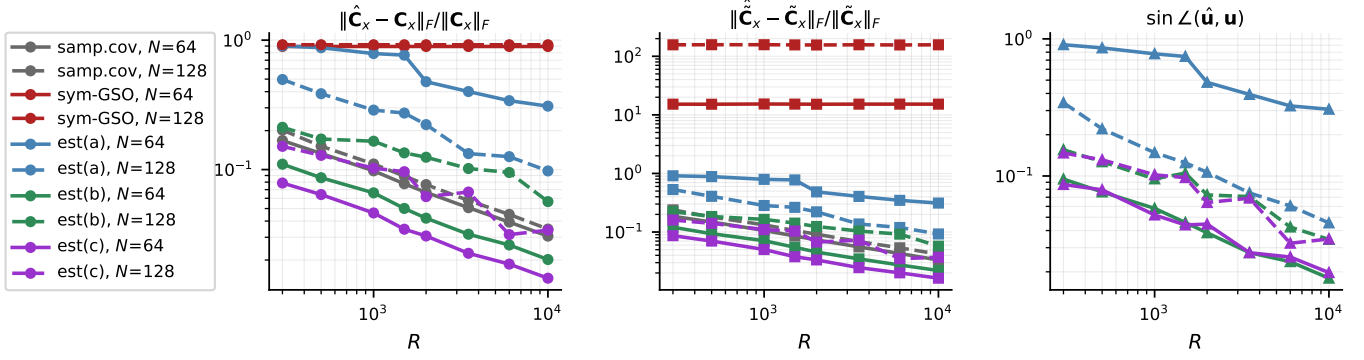 samp.cov, N=64
samp.cov, N=128
sym-GSO, N=64
sym-GSO, N=128
est(a), N=64
est(a), N=128
est(b), N=64
est(b), N=128
est(c), N=64
est(c), N=128
‖Ĉₓ − Cₓ‖F/‖Cₓ‖F
10⁰
10⁻¹
10³
10⁴
R
‖C̃̂ₓ − C̃ₓ‖F/‖C̃ₓ‖F
10²
10¹
10⁰
10⁻¹
10³
10⁴
R
sin ∠(û, u)
10⁰
10⁻¹
10³
10⁴
R